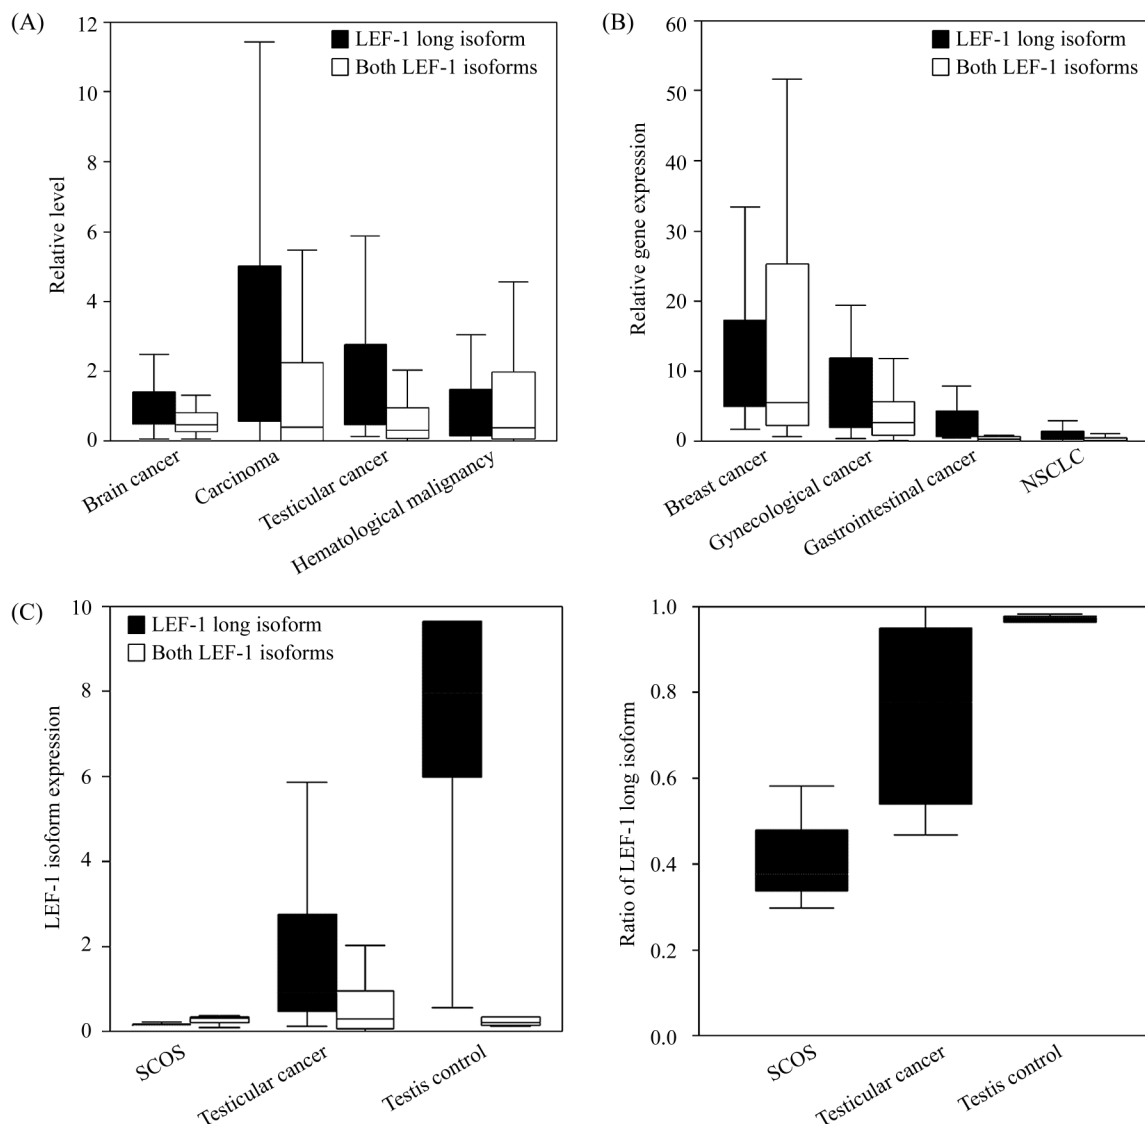 (A)
LEF-1 long isoform
Both LEF-1 isoforms
Relative level
12
10
8
6
4
2
0
Brain cancer
Carcinoma
Testicular cancer
Hematological malignancy
(B)
LEF-1 long isoform
Both LEF-1 isoforms
Relative gene expression
60
50
40
30
20
10
0
Breast cancer
Gynecological cancer
Gastrointestinal cancer
NSCLC
(C)
LEF-1 long isoform
Both LEF-1 isoforms
LEF-1 isoform expression
10
8
6
4
2
0
SCOS
Testicular cancer
Testis control
Ratio of LEF-1 long isoform
1.0
0.8
0.6
0.4
0.2
0.0
SCOS
Testicular cancer
Testis control